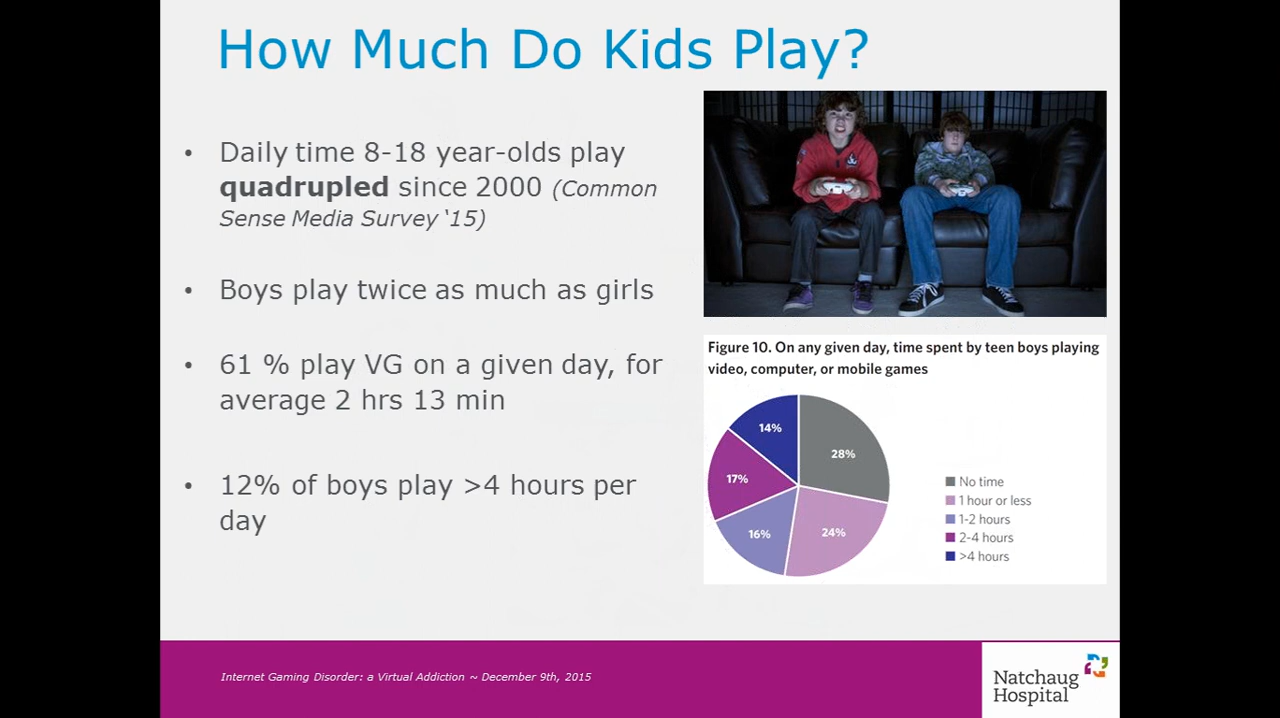 How Much Do Kids Play?
• Daily time 8-18 year-olds play
quadrupled since 2000 (Common
Sense Media Survey ‘15)
• Boys play twice as much as girls
• 61 % play VG on a given day, for
average 2 hrs 13 min
• 12% of boys play >4 hours per
day
Figure 10. On any given day, time spent by teen boys playing
video, computer, or mobile games
14%
28%
17%
16%
24%
No time
1 hour or less
1-2 hours
2-4 hours
>4 hours
Internet Gaming Disorder: a Virtual Addiction ~ December 9th, 2015
Natchaug
Hospital